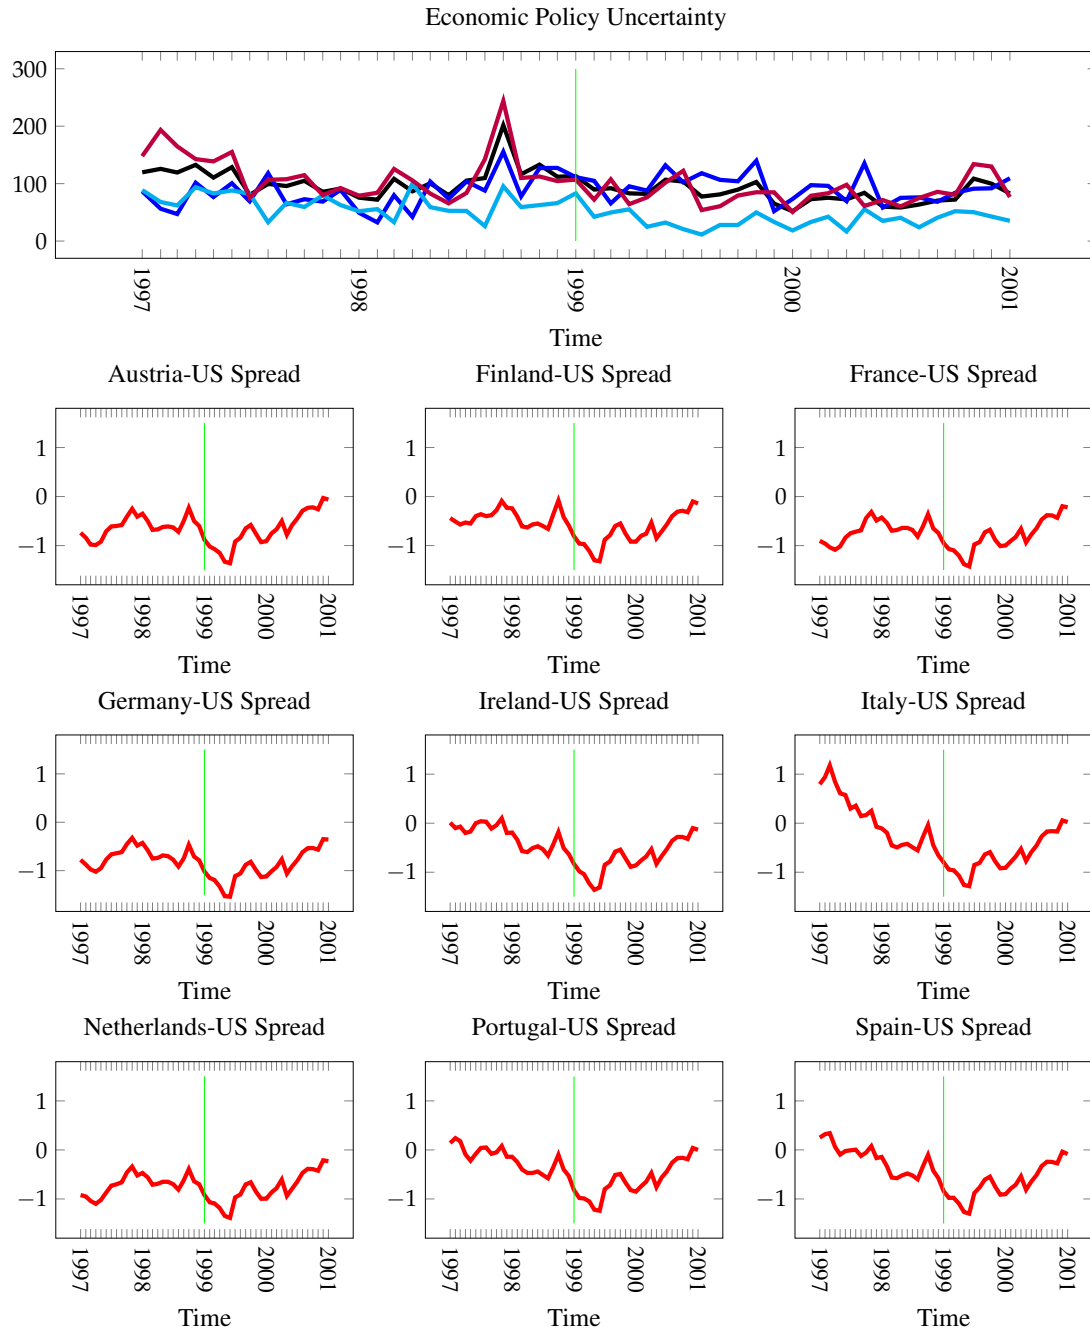 Economic Policy Uncertainty
300
200
100
0
1997 1998 1999 2000 2001
Time
Austria-US Spread Finland-US Spread France-US Spread
1 1 1
0 0 0
−1 −1 −1
1997 1998 1999 2000 2001 1997 1998 1999 2000 2001 1997 1998 1999 2000 2001
Time Time Time
Germany-US Spread Ireland-US Spread Italy-US Spread
1 1 1
0 0 0
−1 −1 −1
1997 1998 1999 2000 2001 1997 1998 1999 2000 2001 1997 1998 1999 2000 2001
Time Time Time
Netherlands-US Spread Portugal-US Spread Spain-US Spread
1 1 1
0 0 0
−1 −1 −1
1997 1998 1999 2000 2001 1997 1998 1999 2000 2001 1997 1998 1999 2000 2001
Time Time Time